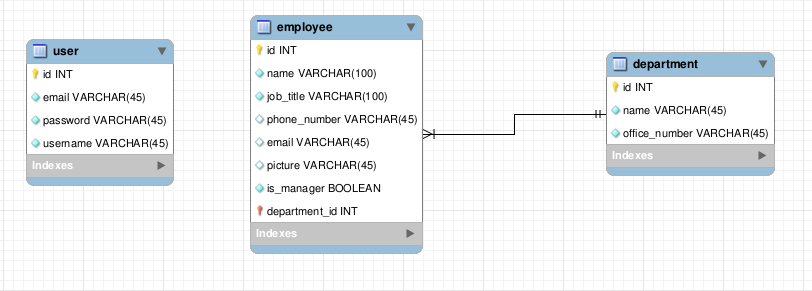 user
id INT
email VARCHAR(45)
password VARCHAR(45)
username VARCHAR(45)
Indexes
employee
id INT
name VARCHAR(100)
job_title VARCHAR(100)
phone_number VARCHAR(45)
email VARCHAR(45)
picture VARCHAR(45)
is_manager BOOLEAN
department_id INT
Indexes
department
id INT
name VARCHAR(45)
office_number VARCHAR(45)
Indexes